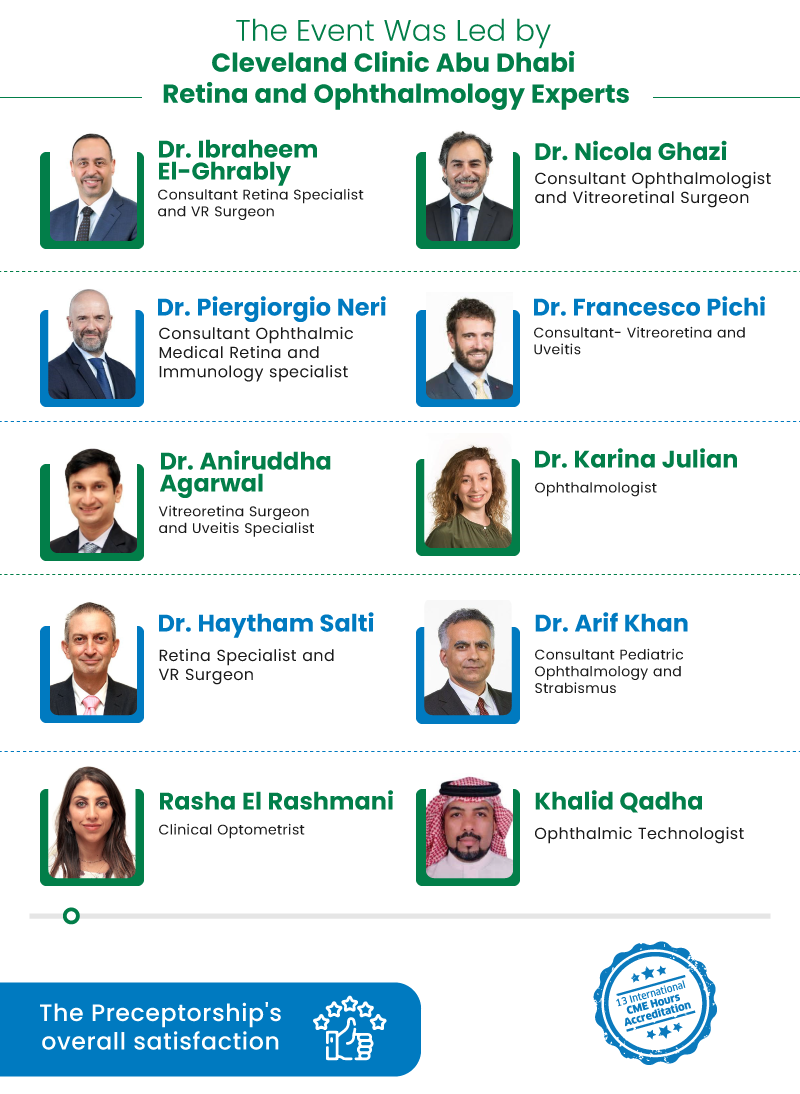 The Event Was Led by
Cleveland Clinic Abu Dhabi
Retina and Ophthalmology Experts
Dr. Ibraheem
El-Ghrably
Consultant Retina Specialist
and VR Surgeon
Dr. Nicola Ghazi
Consultant Ophthalmologist
and Vitreoretinal Surgeon
Dr. Piergiorgio Neri
Consultant Ophthalmic
Medical Retina and
Immunology specialist
Dr. Francesco Pichi
Consultant- Vitreoretina and
Uveitis
Dr. Aniruddha
Agarwal
Vitreoretina Surgeon
and Uveitis Specialist
Dr. Karina Julian
Ophthalmologist
Dr. Haytham Salti
Retina Specialist and
VR Surgeon
Dr. Arif Khan
Consultant Pediatric
Ophthalmology and
Strabismus
Rasha El Rashmani
Clinical Optometrist
Khalid Qadha
Ophthalmic Technologist
The Preceptorship's
overall satisfaction
13 International
CME Hours
Accreditation